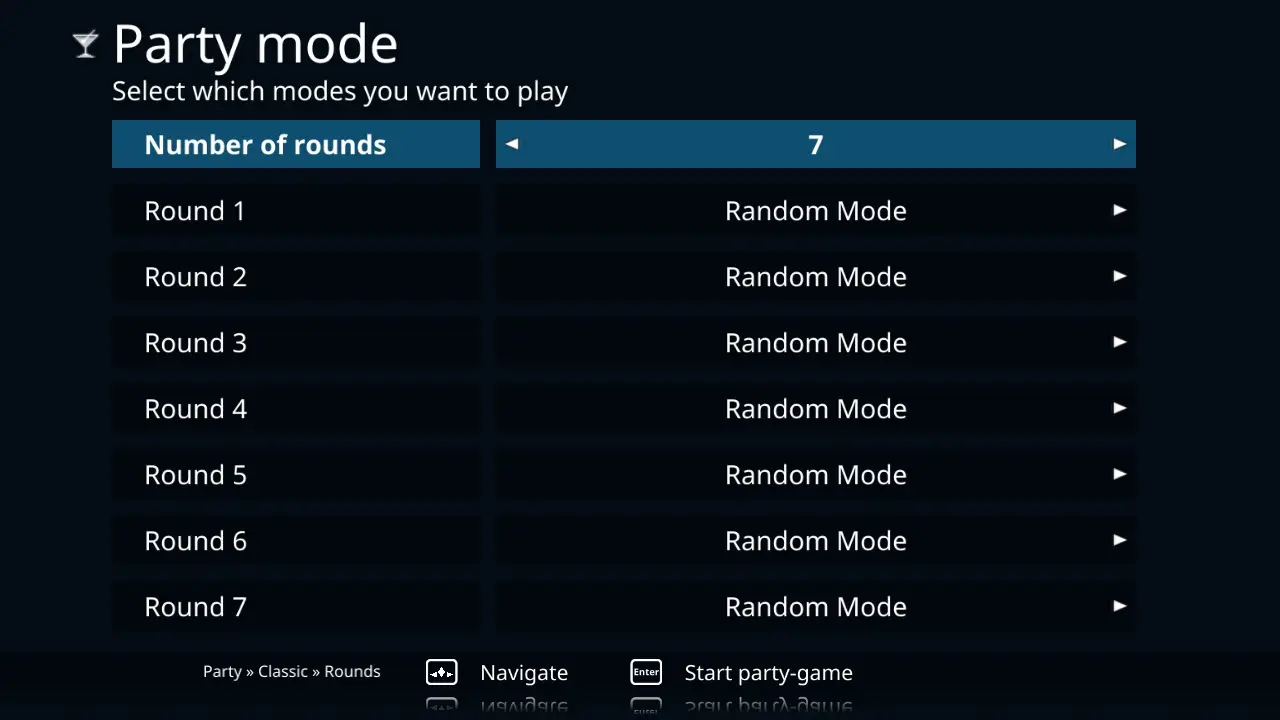 Party mode
Select which modes you want to play
Number of rounds 7
Round 1 Random Mode
Round 2 Random Mode
Round 3 Random Mode
Round 4 Random Mode
Round 5 Random Mode
Round 6 Random Mode
Round 7 Random Mode
Party » Classic » Rounds Navigate Enter Start party-game